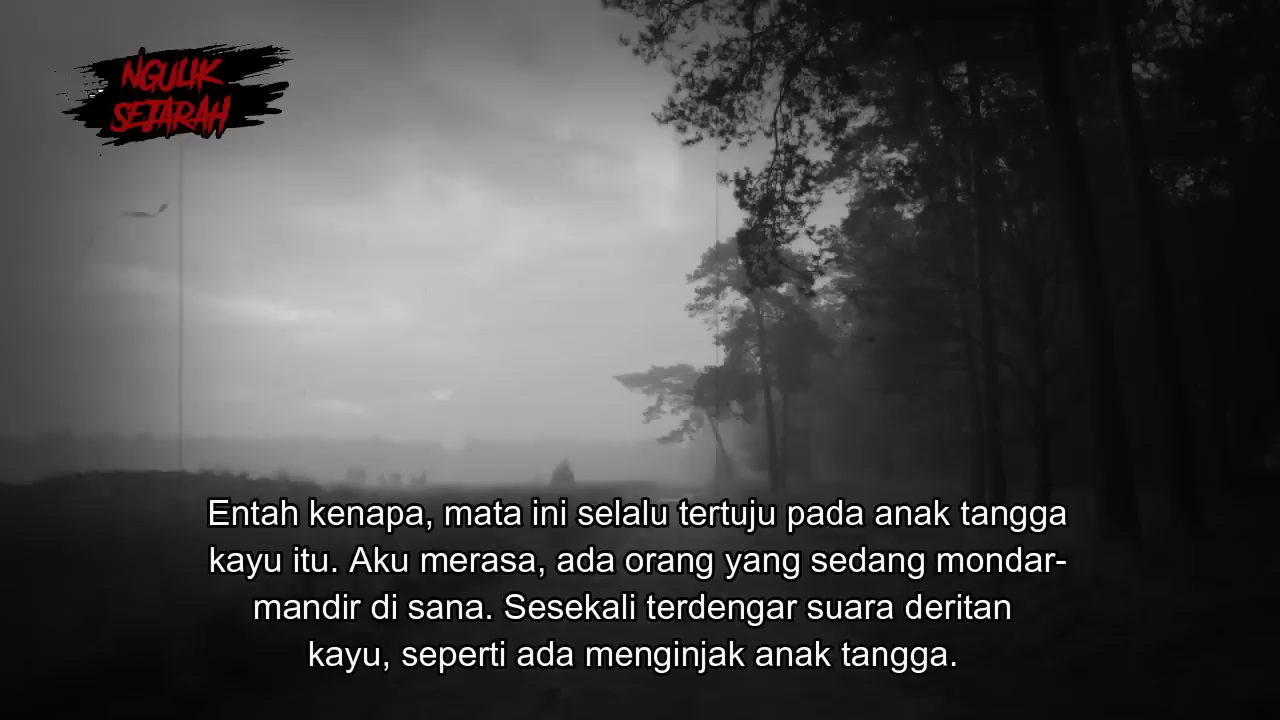 NGULIK
SEJARAH
Entah kenapa, mata ini selalu tertuju pada anak tangga
kayu itu. Aku merasa, ada orang yang sedang mondar-
mandir di sana. Sesekali terdengar suara deritan
kayu, seperti ada menginjak anak tangga.